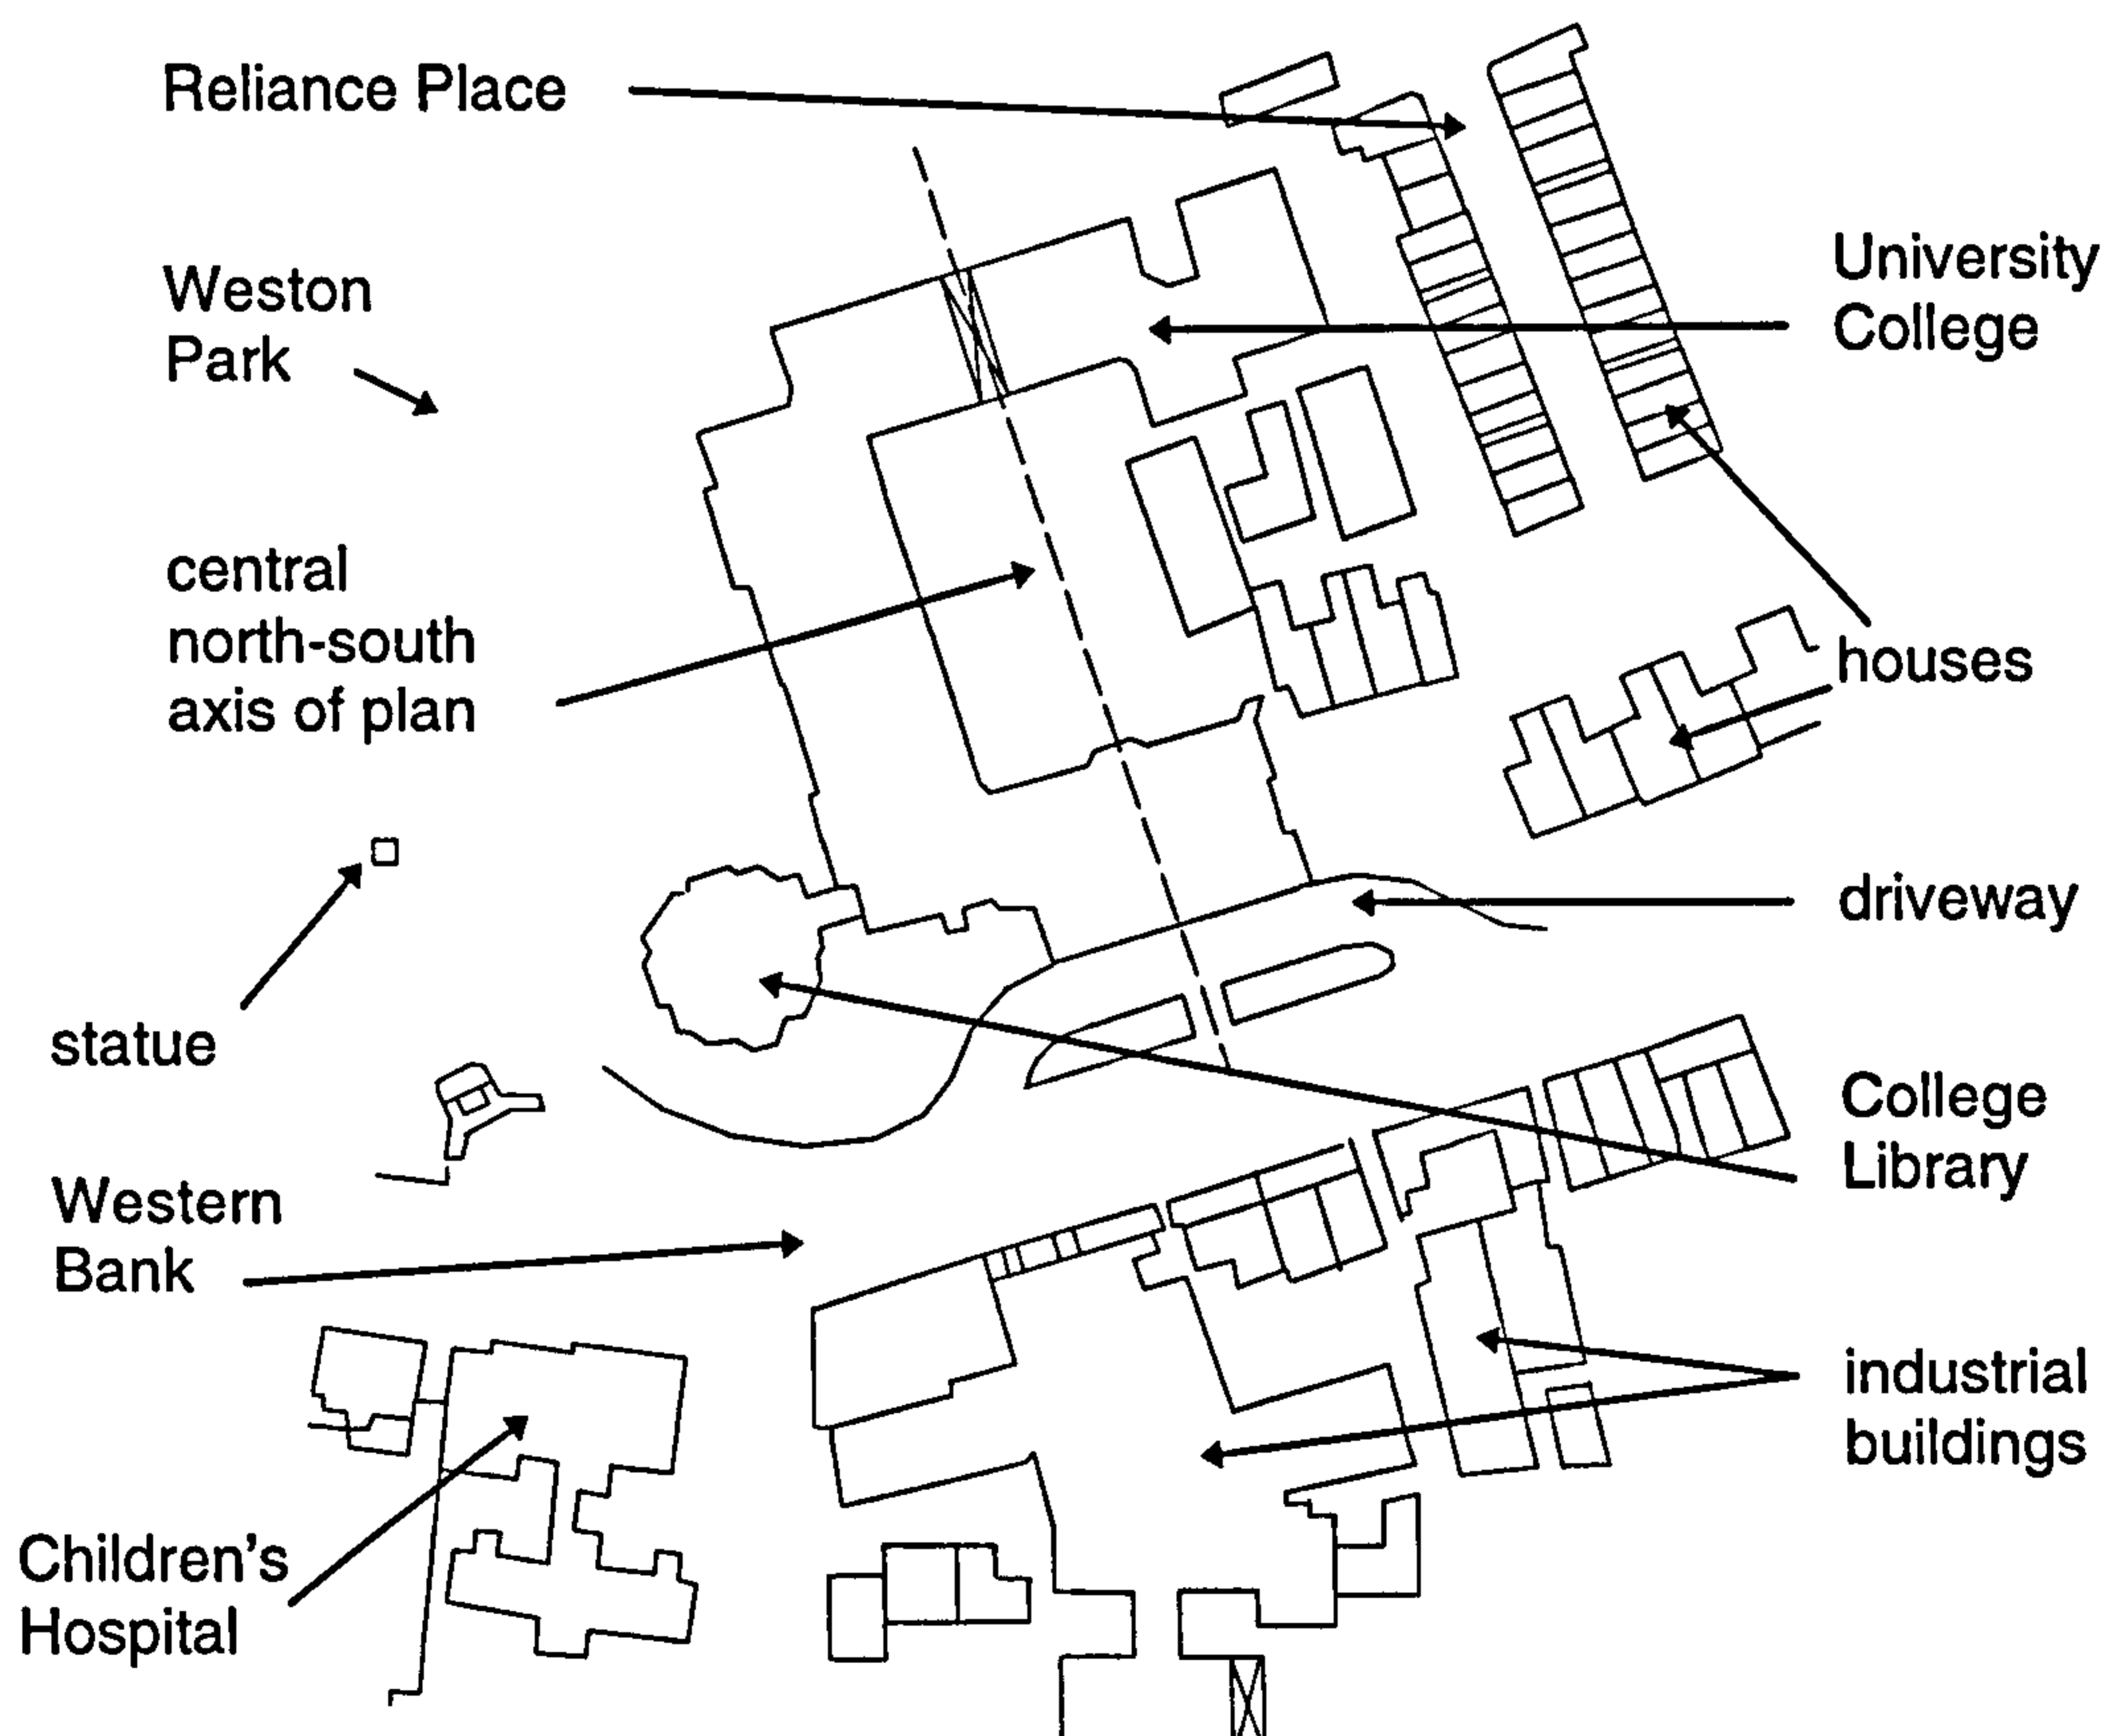 Reliance Place
Weston
Park
central
north-south
axis of plan
statue
Western
Bank
Children's
Hospital
University
College
houses
driveway
College
Library
industrial
buildings